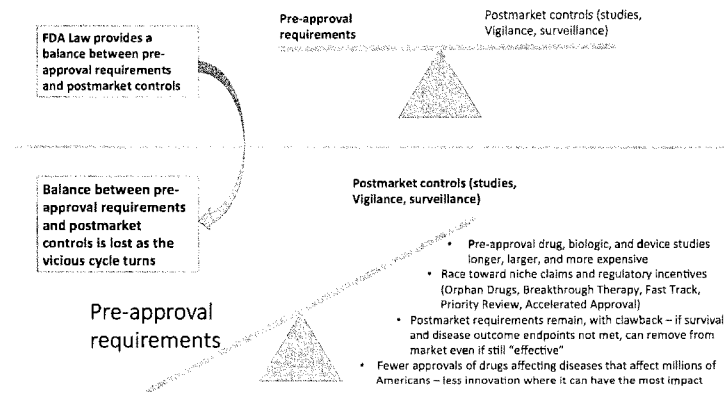 FDA Law provides a
balance between pre-
approval requirements
and postmarket controls
Pre-approval
requirements
Postmarket controls (studies,
Vigilance, surveillance)
Balance between pre-
approval requirements
and postmarket
controls is lost as the
vicious cycle turns
Postmarket controls (studies,
Vigilance, surveillance)
Pre-approval
requirements
• Pre-approval drug, biologic, and device studies
longer, larger, and more expensive
• Race toward niche claims and regulatory incentives
(Orphan Drugs, Breakthrough Therapy, Fast Track,
Priority Review, Accelerated Approval)
• Postmarket requirements remain, with clawback – if survival
and disease outcome endpoints not met, can remove from
market even if still "effective"
• Fewer approvals of drugs affecting diseases that affect millions of
Americans – less innovation where it can have the most impact